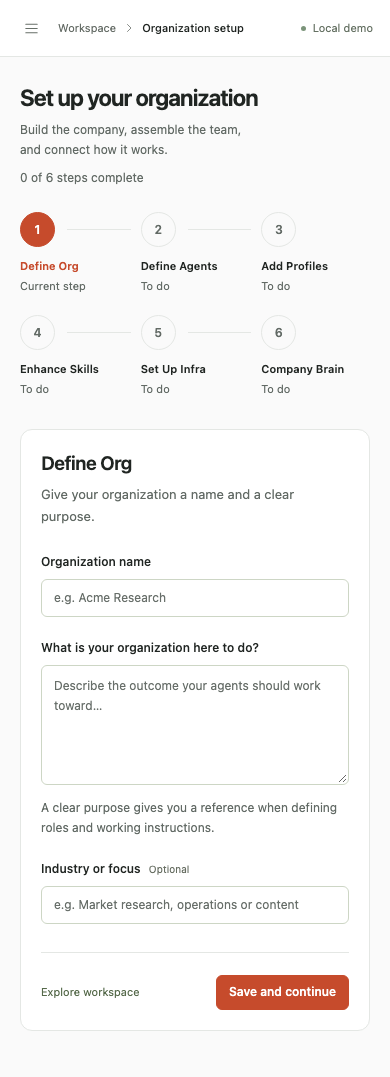 Workspace > Organization setup
Local demo
Set up your organization
Build the company, assemble the team,
and connect how it works.
0 of 6 steps complete
1 2 3
Define Org Define Agents Add Profiles
Current step To do To do
4 5 6
Enhance Skills Set Up Infra Company Brain
To do To do To do
Define Org
Give your organization a name and a clear
purpose.
Organization name
e.g. Acme Research
What is your organization here to do?
Describe the outcome your agents should work
toward...
A clear purpose gives you a reference when defining
roles and working instructions.
Industry or focus Optional
e.g. Market research, operations or content
Explore workspace
Save and continue